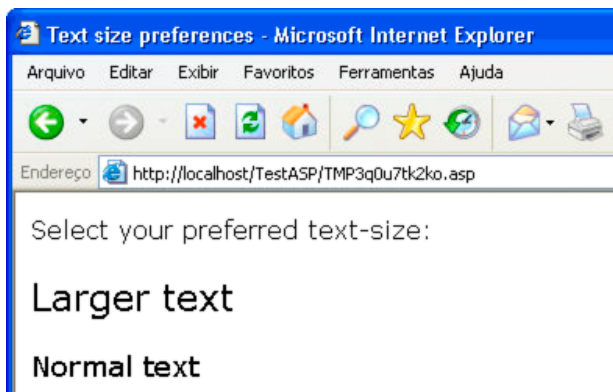 Text size preferences - Microsoft Internet Explorer
Arquivo Editar Exibir Favoritos Ferramentas Ajuda
Endereço http://localhost/TestASP/TMP3q0u7tk2ko.asp
Select your preferred text-size:
Larger text
Normal text